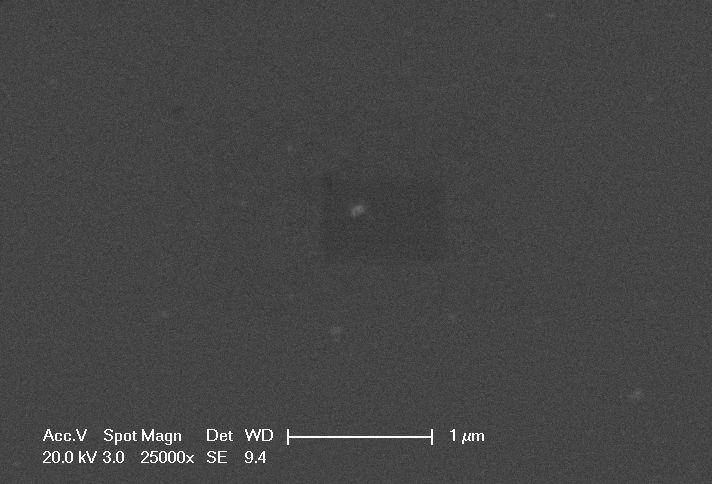 Acc.V Spot Magn Det WD 1 µm
20.0 kV 3.0 25000x SE 9.4